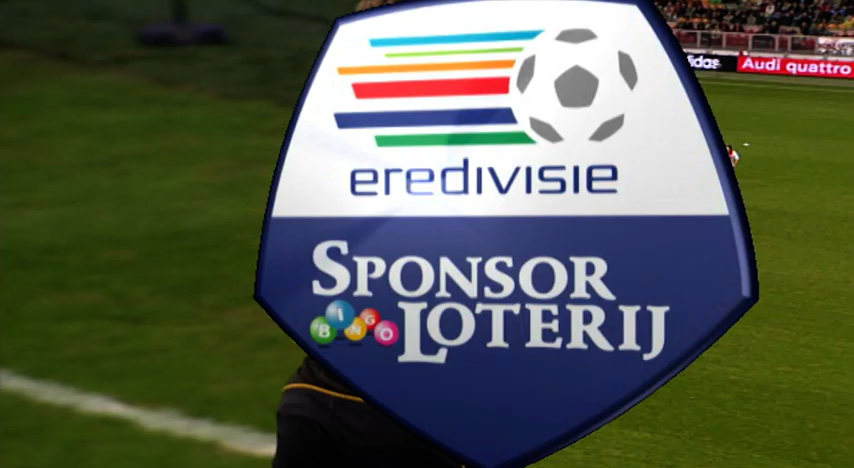 adidas
Audi quattro
eredivisie
SPONSOR
BINGO
LOTERIJ